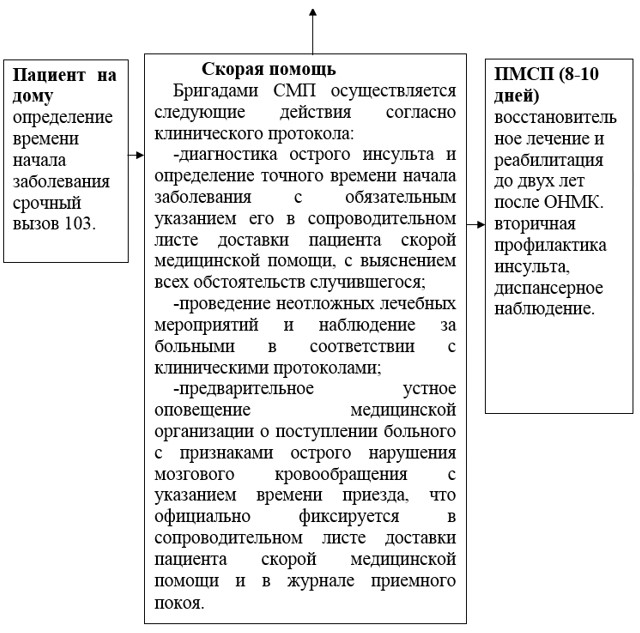 Пациент на
дому
определение
времени
начала
заболевания
срочный
вызов 103.
Скорая помощь
Бригадами СМП осуществляется
следующие действия согласно
клинического протокола:
-диагностика острого инсульта и
определение точного времени начала
заболевания с обязательным
указанием его в сопроводительном
листе доставки пациента скорой
медицинской помощи, с выяснением
всех обстоятельств случившегося;
-проведение неотложных лечебных
мероприятий и наблюдение за
больными в соответствии с
клиническими протоколами;
-предварительное устное
оповещение медицинской
организации о поступлении больного
с признаками острого нарушения
мозгового кровообращения с
указанием времени приезда, что
официально фиксируется в
сопроводительном листе доставки
пациента скорой медицинской
помощи и в журнале приемного
покоя.
ПМСП (8-10
дней)
восстановитель
ное лечение и
реабилитация
до двух лет
после ОНМК.
вторичная
профилактика
инсульта,
диспансерное
наблюдение.